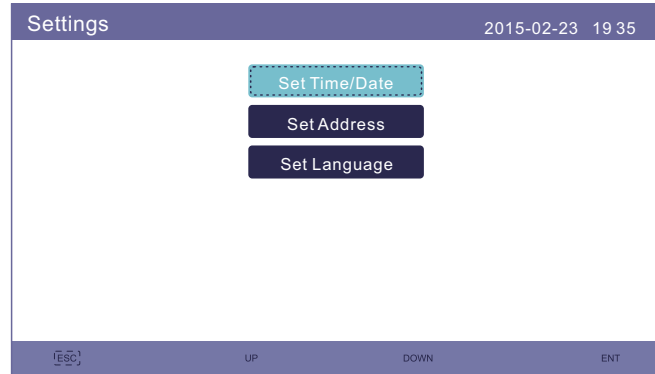 Settings 2015-02-23 19 35
Set Time/Date
Set Address
Set Language
ESC UP DOWN ENT